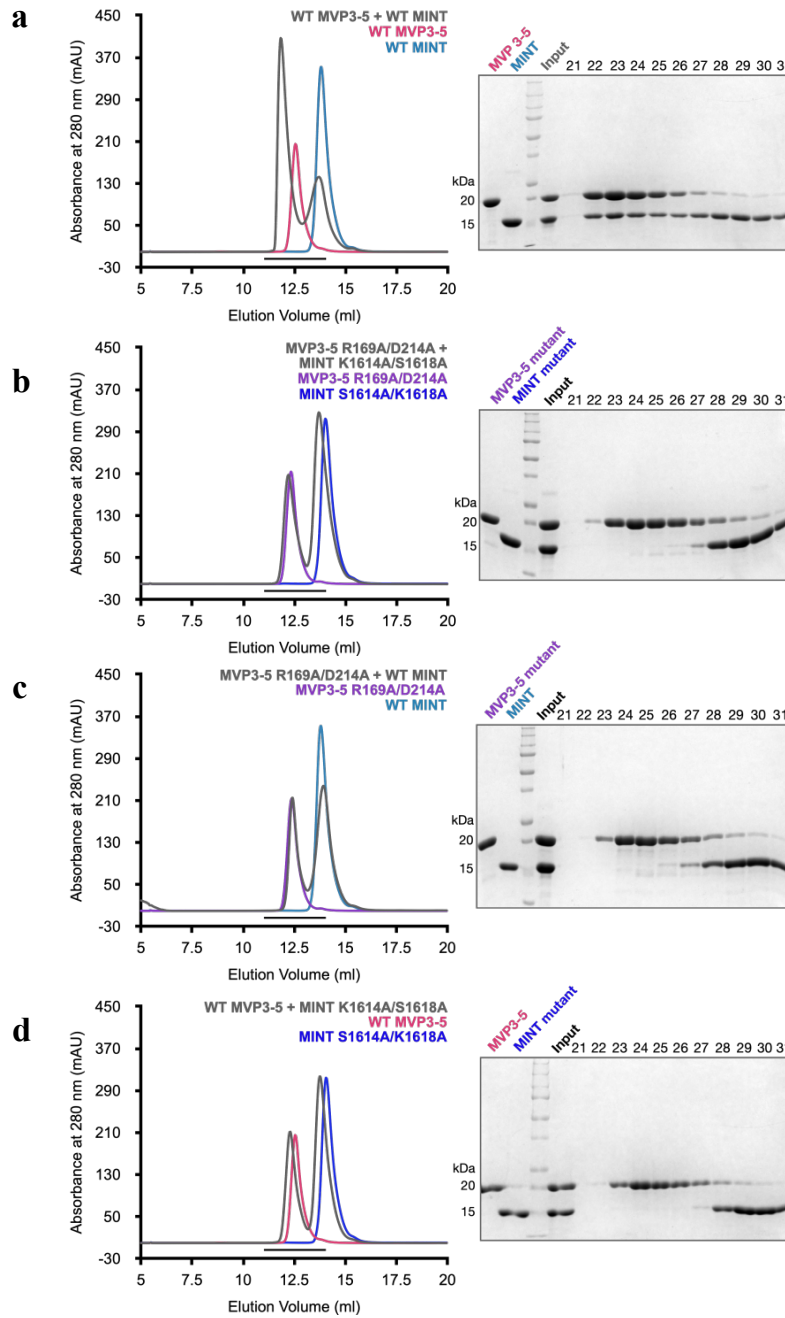 a
WT MVP3-5 + WT MINT
WT MVP3-5
WT MINT
450
370
290
210
130
50
-30
Absorbance at 280 nm (mAU)
5 7.5 10 12.5 15 17.5 20
Elution Volume (ml)
MVP 3-5 MINT Input 21 22 23 24 25 26 27 28 29 30
kDa
20
15
b
MVP3-5 R169A/D214A +
MINT K1614A/S1618A
MVP3-5 R169A/D214A
MINT S1614A/K1618A
450
370
290
210
130
50
-30
Absorbance at 280 nm (mAU)
5 7.5 10 12.5 15 17.5 20
Elution Volume (ml)
MVP3-5 mutant MINT mutant Input 21 22 23 24 25 26 27 28 29 30 31
kDa
20
15
c
MVP3-5 R169A/D214A + WT MINT
MVP3-5 R169A/D214A
WT MINT
450
370
290
210
130
50
-30
Absorbance at 280 nm (mAU)
5 7.5 10 12.5 15 17.5 20
Elution Volume (ml)
MVP3-5 mutant MINT Input 21 22 23 24 25 26 27 28 29 30 31
kDa
20
15
d
WT MVP3-5 + MINT K1614A/S1618A
WT MVP3-5
MINT S1614A/K1618A
450
370
290
210
130
50
-30
Absorbance at 280 nm (mAU)
5 7.5 10 12.5 15 17.5 20
Elution Volume (ml)
MVP3-5 MINT mutant Input 21 22 23 24 25 26 27 28 29 30 31
kDa
20
15